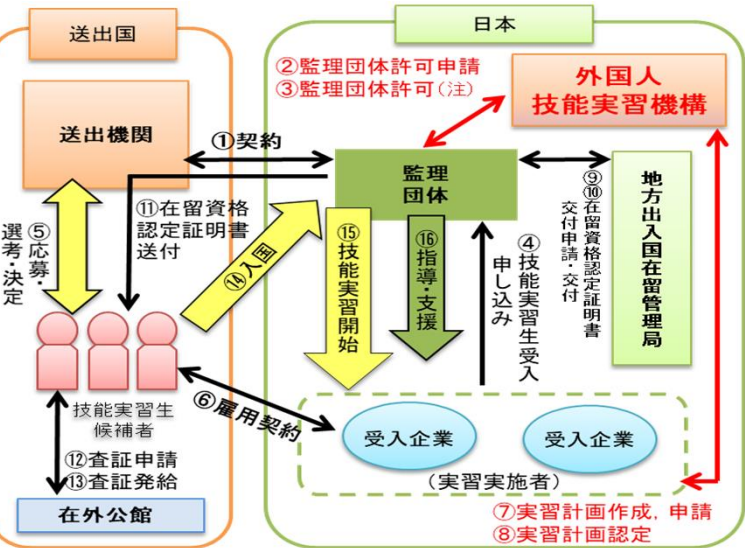 送出国
日本
②監理団体許可申請
③監理団体許可(注)
外国人
技能実習機構
送出機関
①契約
監理
団体
⑪在留資格
認定証明書
送付
⑤応募・
選考・決定
⑭入国
⑮技能実習開始
⑯指導・支援
④技能実習生受入
申し込み
⑨⑩在留資格認定証明書
交付申請・交付
地方出入国在留管理局
技能実習生
候補者
⑥雇用契約
受入企業
受入企業
(実習実施者)
⑫査証申請
⑬査証発給
在外公館
⑦実習計画作成，申請
⑧実習計画認定